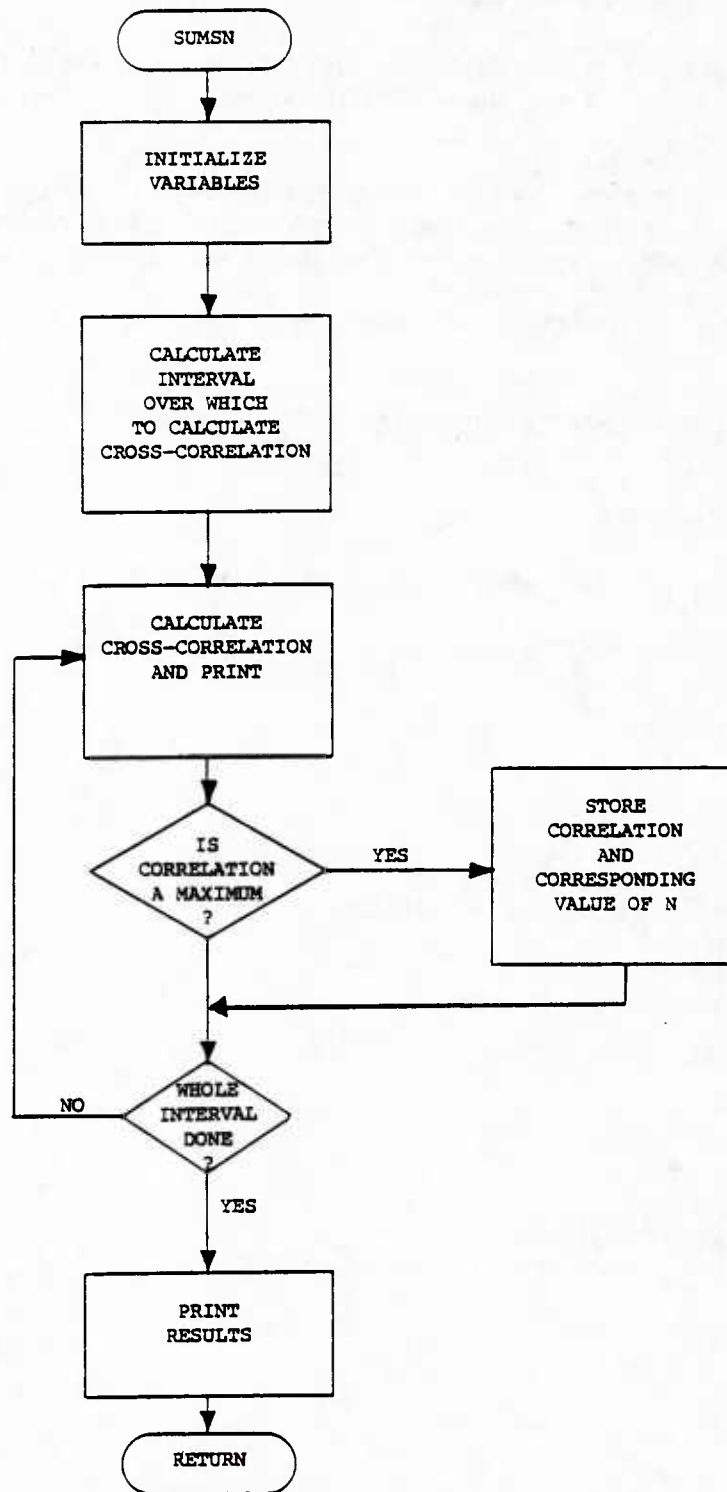 SUMSN
INITIALIZE
VARIABLES
CALCULATE
INTERVAL
OVER WHICH
TO CALCULATE
CROSS-CORRELATION
CALCULATE
CROSS-CORRELATION
AND PRINT
IS
CORRELATION
A MAXIMUM
?
YES
STORE
CORRELATION
AND
CORRESPONDING
VALUE OF N
WHOLE
INTERVAL
DONE
?
NO
YES
PRINT
RESULTS
RETURN